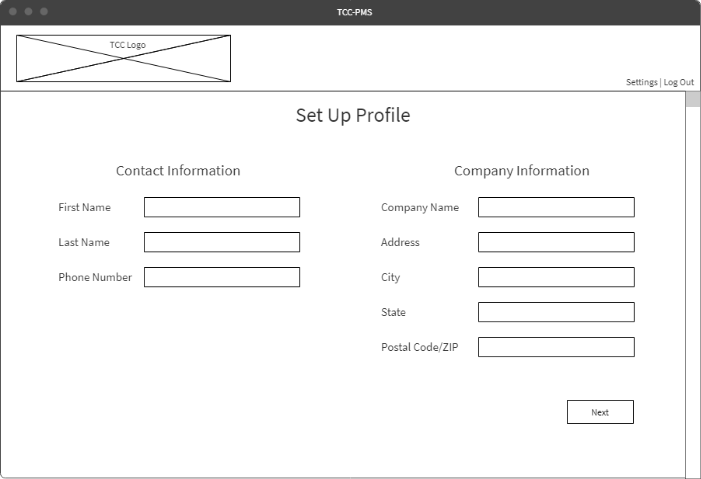 TCC-PMS
TCC Logo
Settings | Log Out
Set Up Profile
Contact Information
First Name
Last Name
Phone Number
Company Information
Company Name
Address
City
State
Postal Code/ZIP
Next